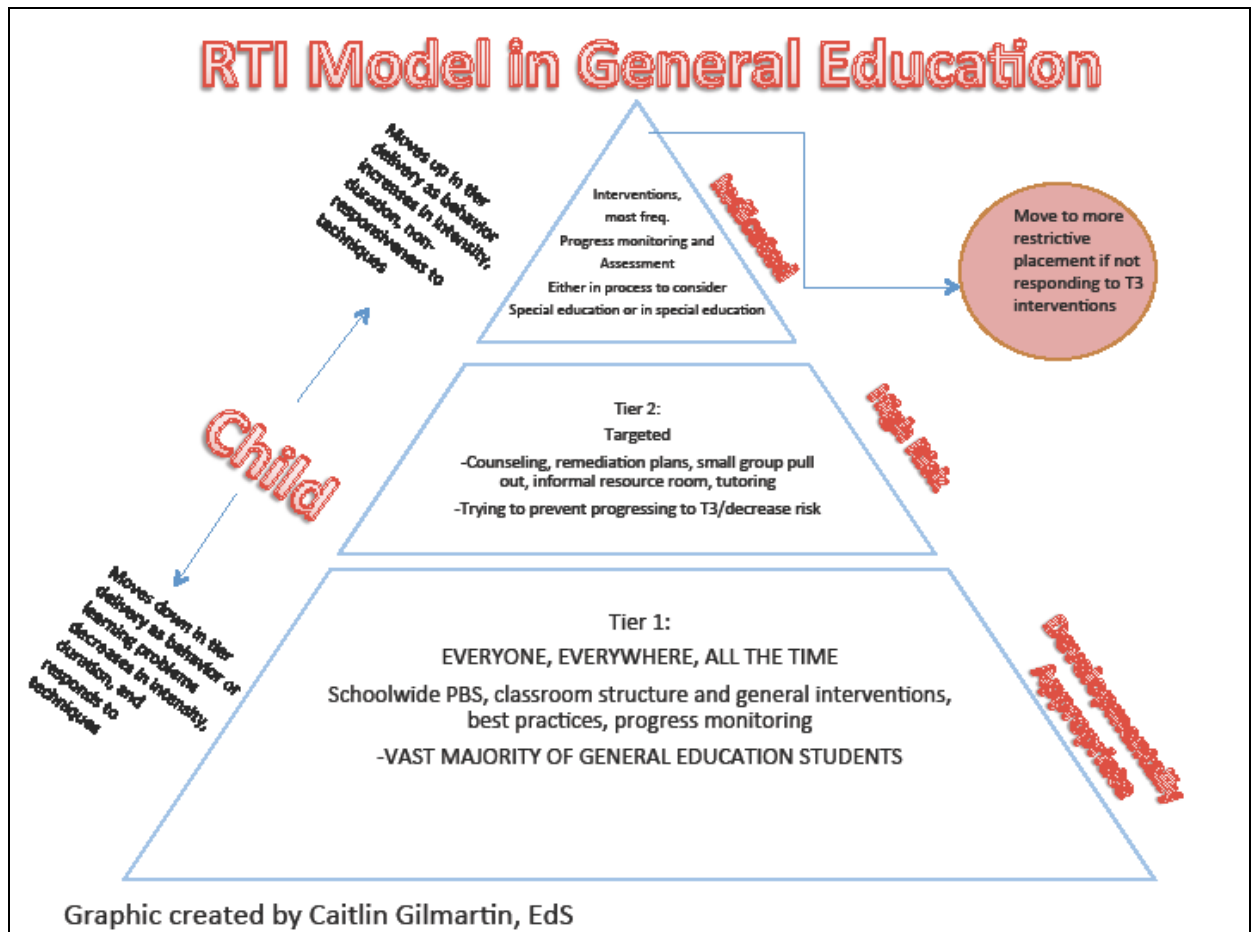 RTI Model in General Education
Moves up in tier
delivery as behavior
increases in intensity,
duration, non-
responsiveness to
techniques
Interventions,
most freq.
Progress monitoring and
Assessment
Either in process to consider
Special education or in special education
Move to more
restrictive
placement if not
responding to T3
interventions
Child
Tier 2:
Targeted
-Counseling, remediation plans, small group pull
out, informal resource room, tutoring
-Trying to prevent progressing to T3/decrease risk
High Risk
Moves down in tier
delivery as behavior or
learning problems
decreases in intensity,
duration, and
responds to
techniques
Tier 1:
EVERYONE, EVERYWHERE, ALL THE TIME
Schoolwide PBS, classroom structure and general interventions,
best practices, progress monitoring
-VAST MAJORITY OF GENERAL EDUCATION STUDENTS
Developmentally
Appropriate
Graphic created by Caitlin Gilmartin, EdS